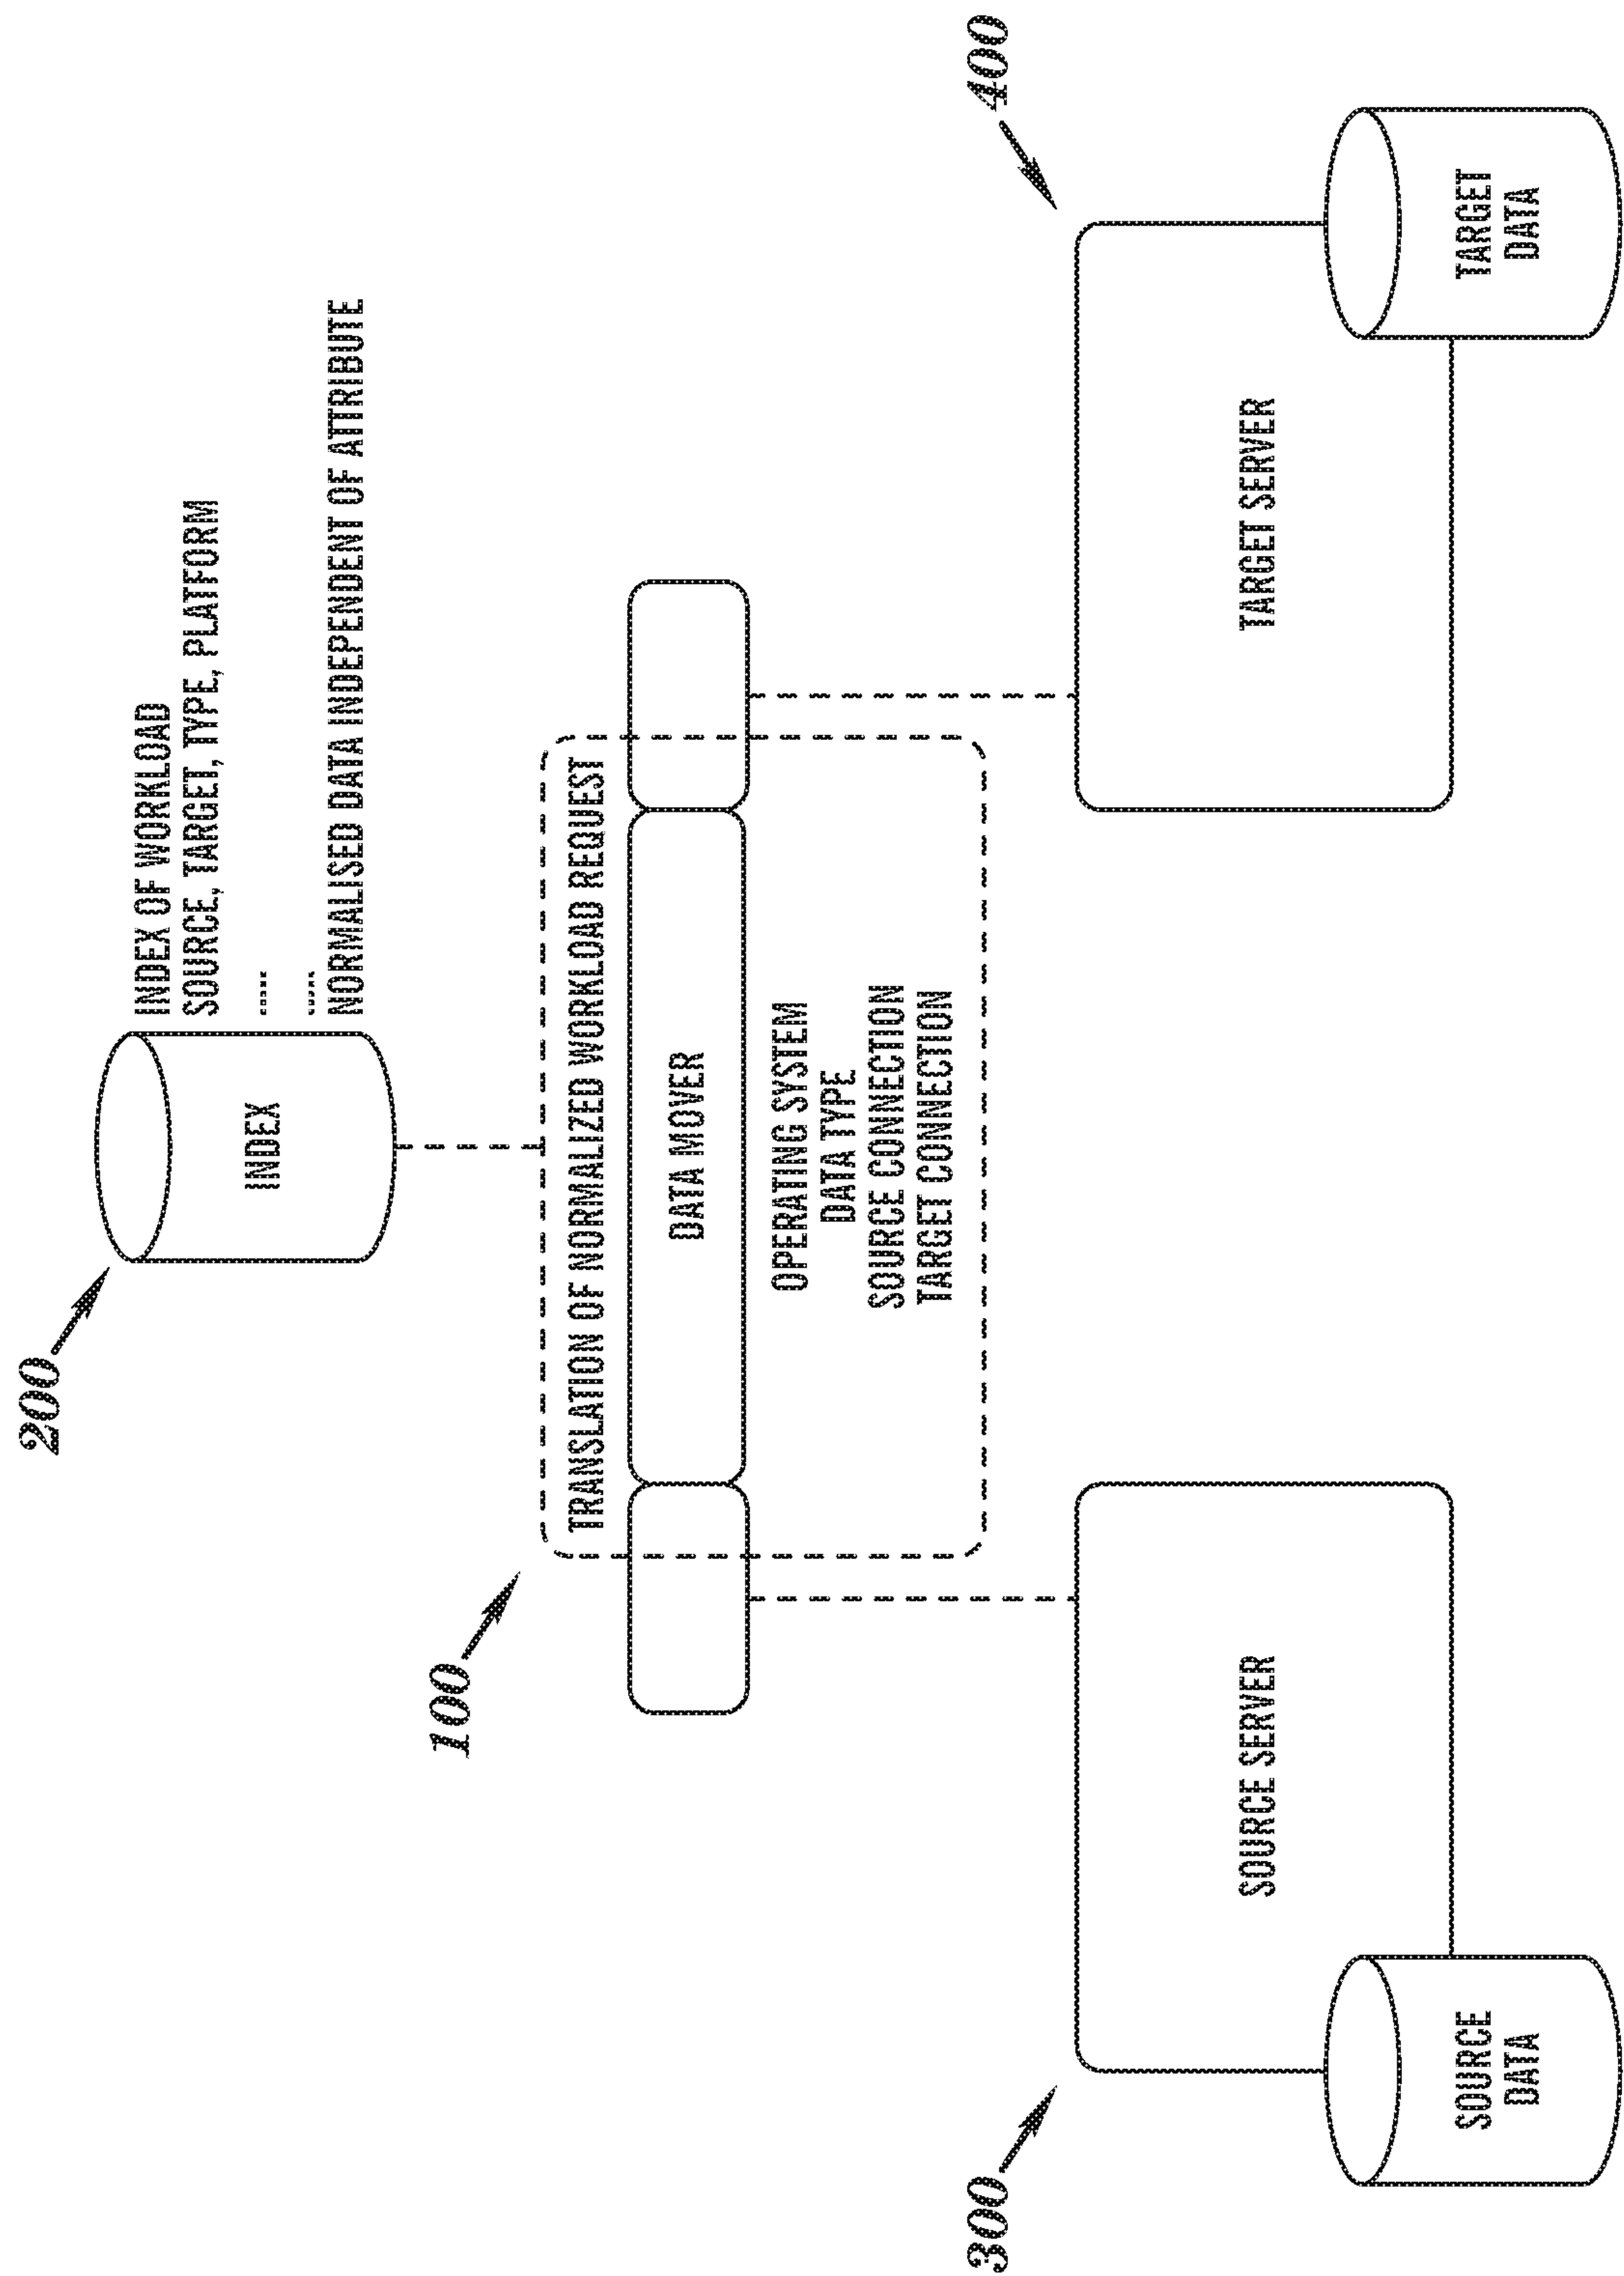 200
INDEX
INDEX OF WORKLOAD
SOURCE, TARGET, TYPE, PLATFORM
....
....
NORMALISED DATA INDEPENDENT OF ATTRIBUTE
100
TRANSLATION OF NORMALIZED WORKLOAD REQUEST
DATA MOVER
OPERATING SYSTEM
DATA TYPE
SOURCE CONNECTION
TARGET CONNECTION
300
SOURCE SERVER
SOURCE
DATA
400
TARGET SERVER
TARGET
DATA